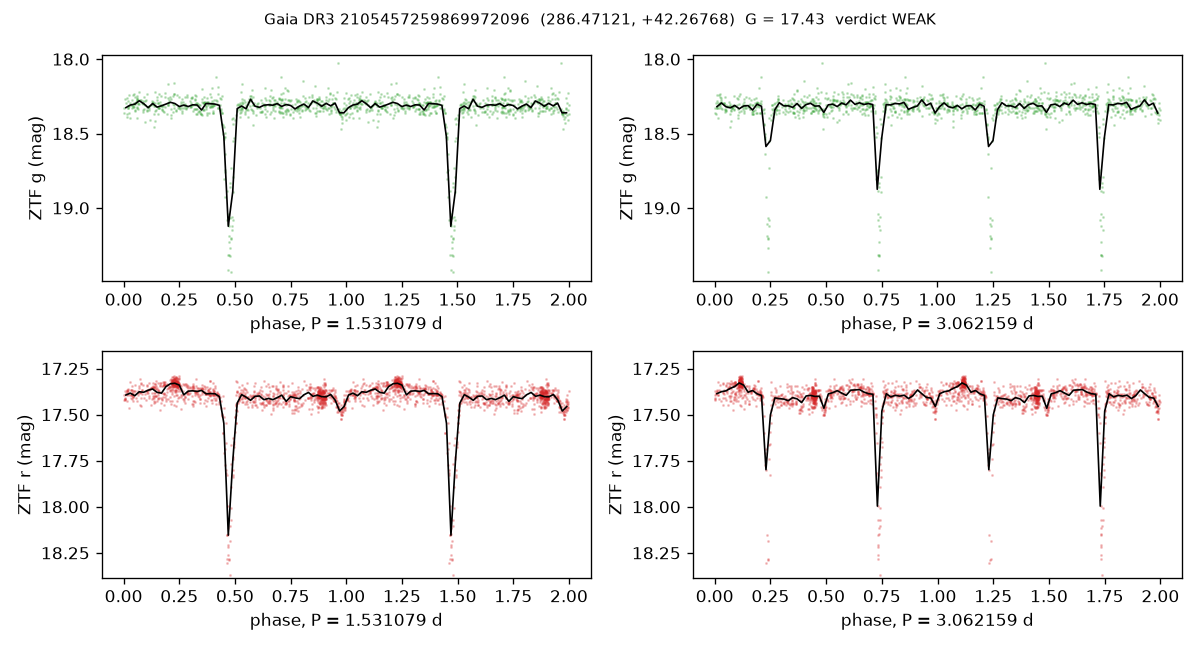 Gaia DR3 2105457259869972096 (286.47121, +42.26768) G = 17.43 verdict WEAK
18.0
18.5
19.0
ZTF g (mag)
0.00 0.25 0.50 0.75 1.00 1.25 1.50 1.75 2.00
phase, P = 1.531079 d
18.0
18.5
19.0
ZTF g (mag)
0.00 0.25 0.50 0.75 1.00 1.25 1.50 1.75 2.00
phase, P = 3.062159 d
17.25
17.50
17.75
18.00
18.25
ZTF r (mag)
0.00 0.25 0.50 0.75 1.00 1.25 1.50 1.75 2.00
phase, P = 1.531079 d
17.25
17.50
17.75
18.00
18.25
ZTF r (mag)
0.00 0.25 0.50 0.75 1.00 1.25 1.50 1.75 2.00
phase, P = 3.062159 d